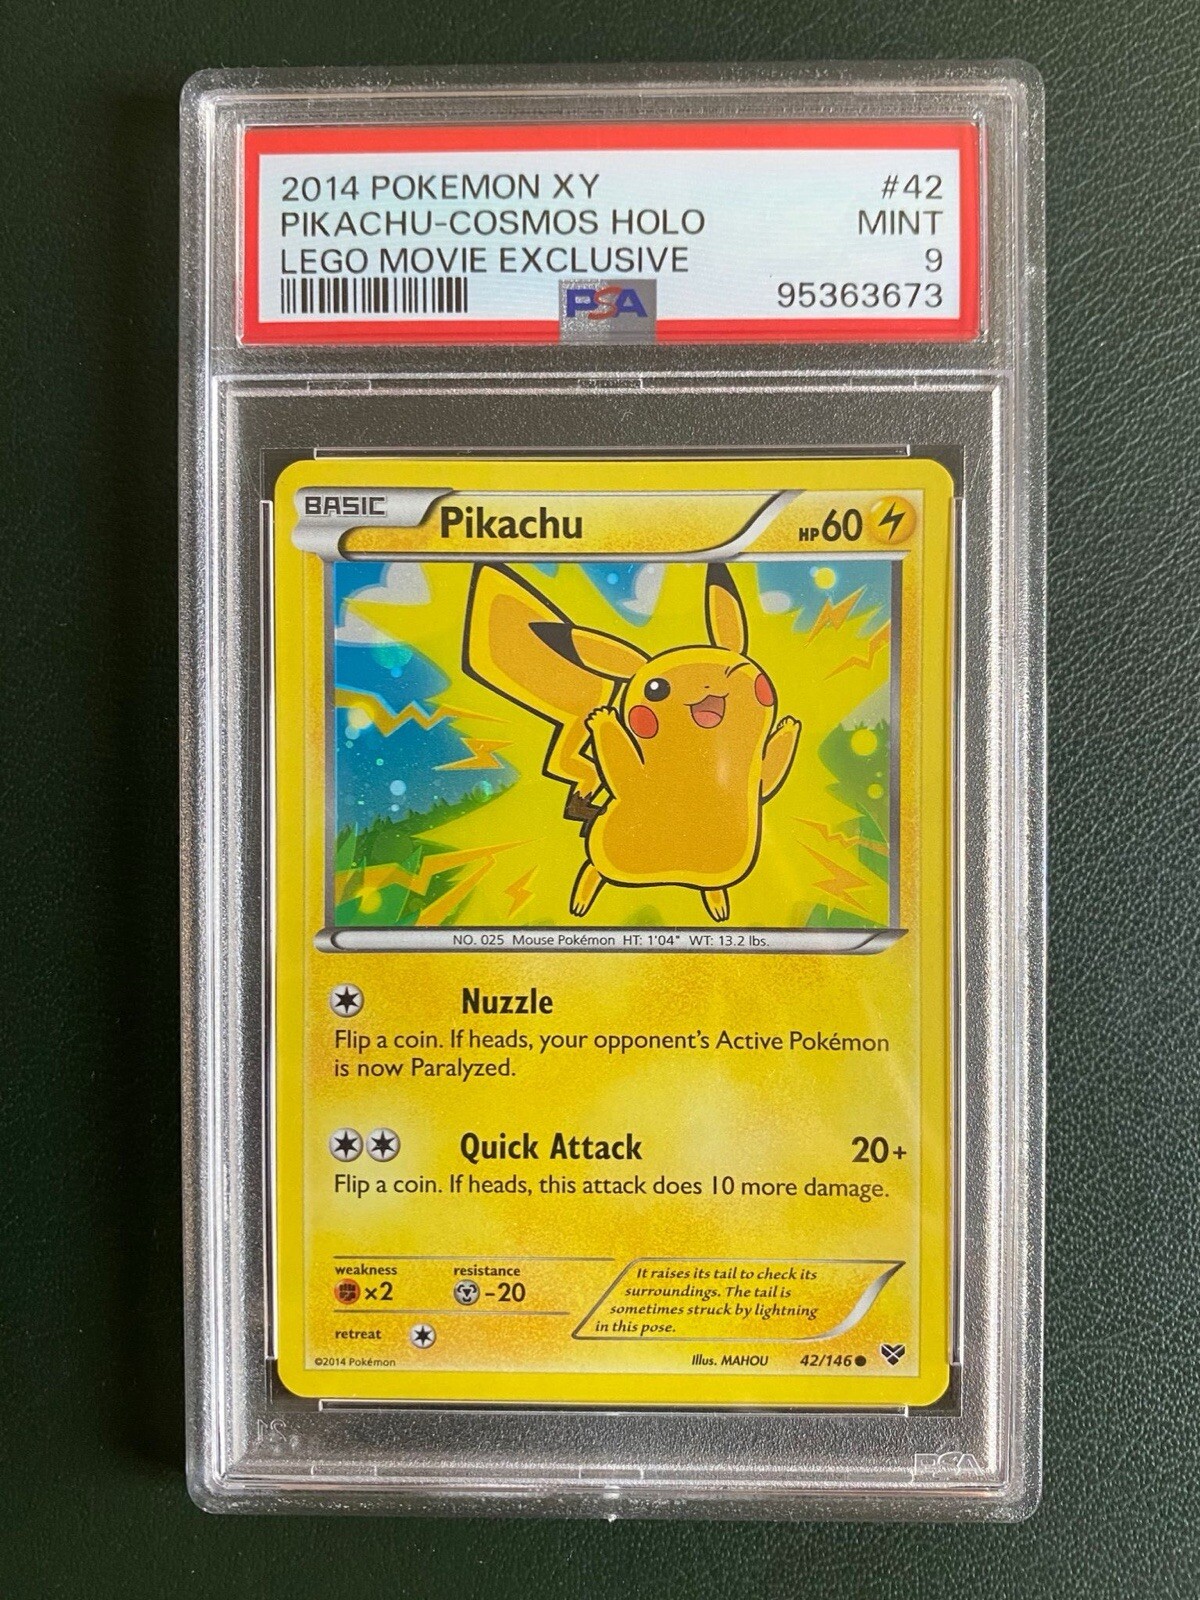 2014 POKEMON XY #42
PIKACHU-COSMOS HOLO MINT
LEGO MOVIE EXCLUSIVE 9
PSA 95363673
BASIC Pikachu HP60
NO. 025 Mouse Pokémon HT: 1'04" WT: 13.2 lbs.
Nuzzle
Flip a coin. If heads, your opponent's Active Pokémon
is now Paralyzed.
Quick Attack 20+
Flip a coin. If heads, this attack does 10 more damage.
weakness resistance
×2 -20
retreat
It raises its tail to check its
surroundings. The tail is
sometimes struck by lightning
in this pose.
©2014 Pokémon Illus. MAHOU 42/146
PSA